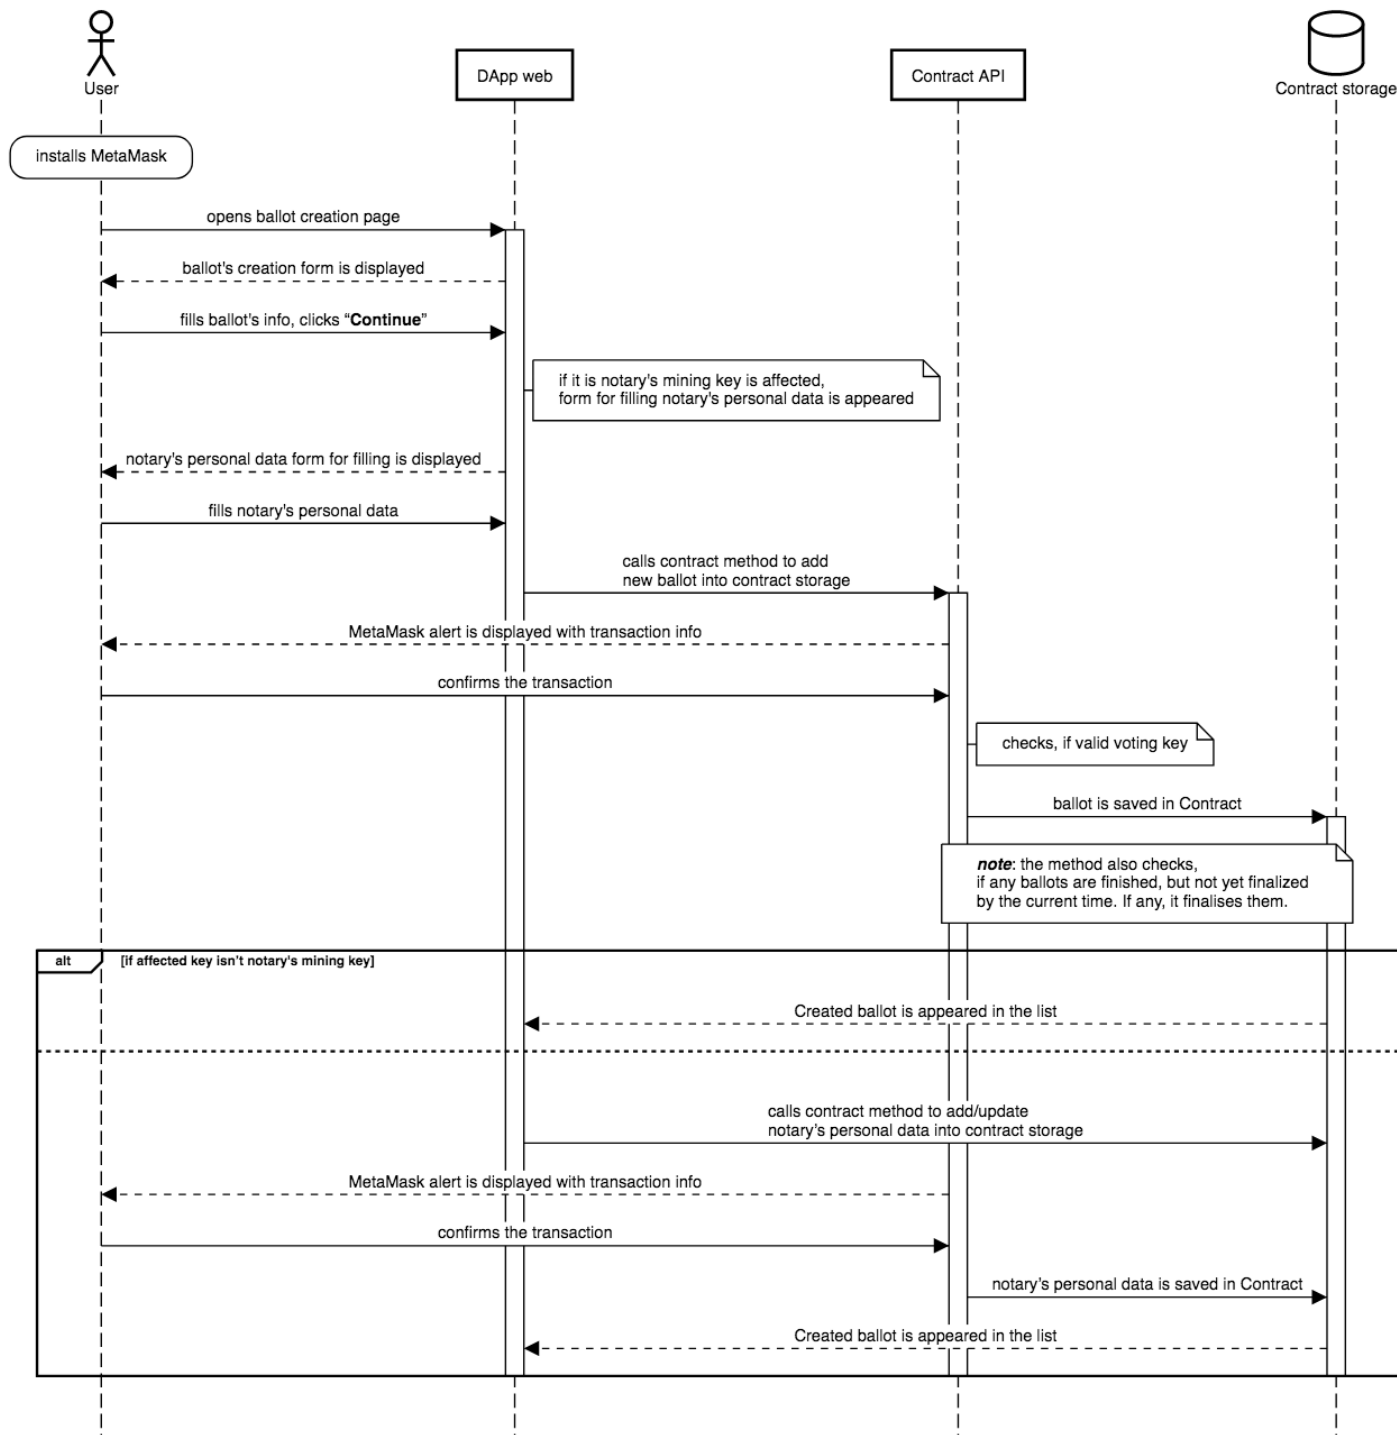 User
DApp web
Contract API
Contract storage
installs MetaMask
opens ballot creation page
ballot's creation form is displayed
fills ballot's info, clicks “Continue”
if it is notary's mining key is affected,
form for filling notary's personal data is appeared
notary's personal data form for filling is displayed
fills notary's personal data
calls contract method to add
new ballot into contract storage
MetaMask alert is displayed with transaction info
confirms the transaction
checks, if valid voting key
ballot is saved in Contract
note: the method also checks,
if any ballots are finished, but not yet finalized
by the current time. If any, it finalises them.
alt
[if affected key isn't notary's mining key]
Created ballot is appeared in the list
calls contract method to add/update
notary's personal data into contract storage
MetaMask alert is displayed with transaction info
confirms the transaction
notary's personal data is saved in Contract
Created ballot is appeared in the list